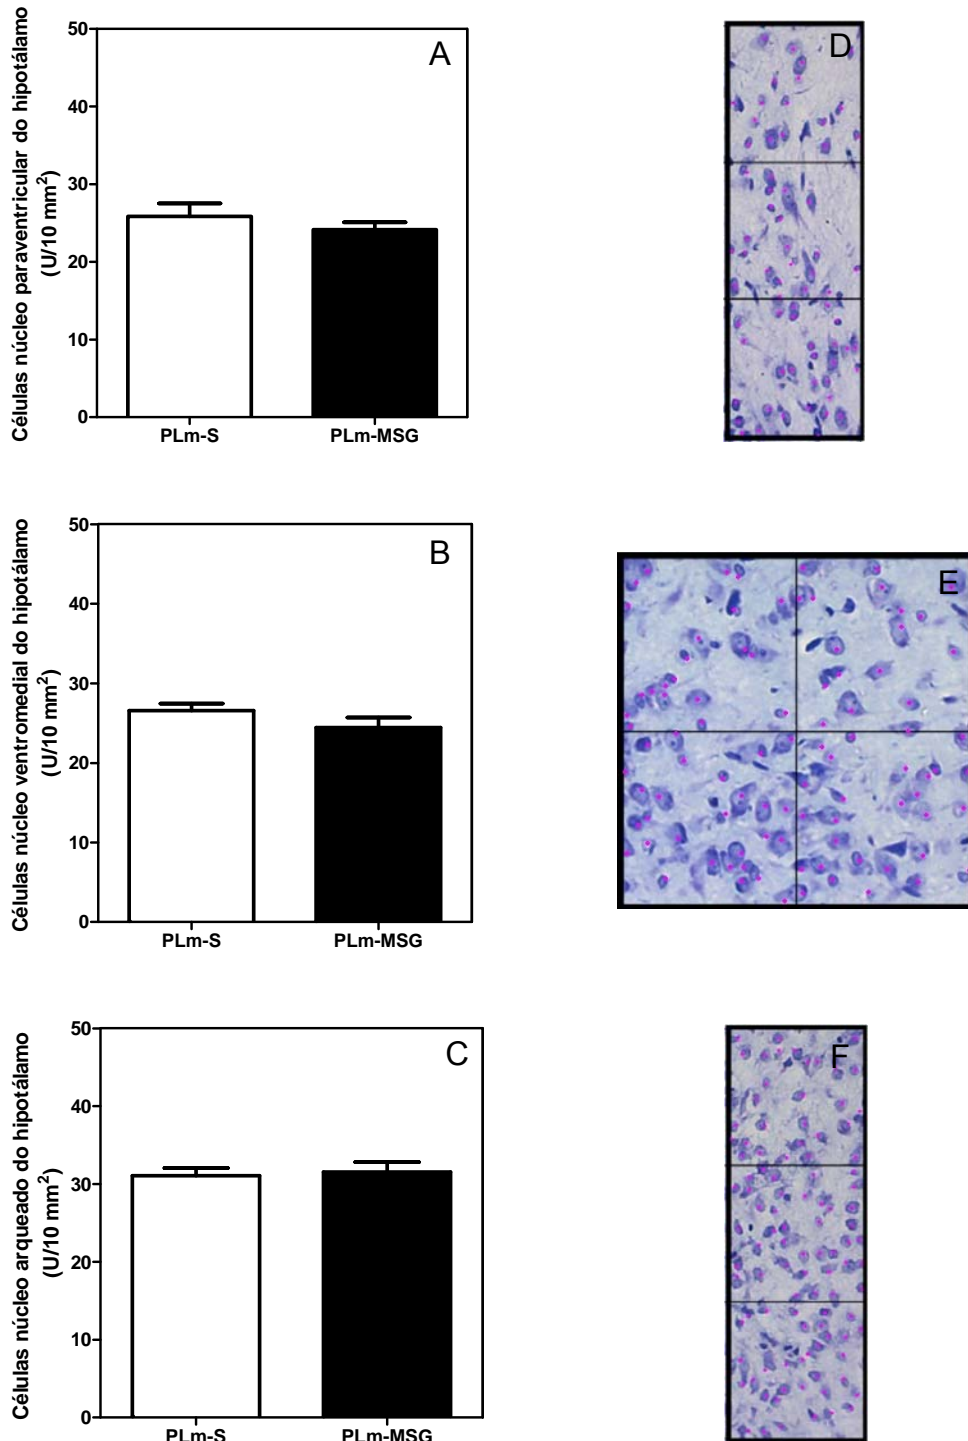 Células núcleo paraventricular do hipotálamo
(U/10 mm²)
50
40
30
20
10
0
A
PLm-S
PLm-MSG
D
Células núcleo ventromedial do hipotálamo
(U/10 mm²)
50
40
30
20
10
0
B
PLm-S
PLm-MSG
E
Células núcleo arqueado do hipotálamo
(U/10 mm²)
50
40
30
20
10
0
C
PLm-S
PLm-MSG
F